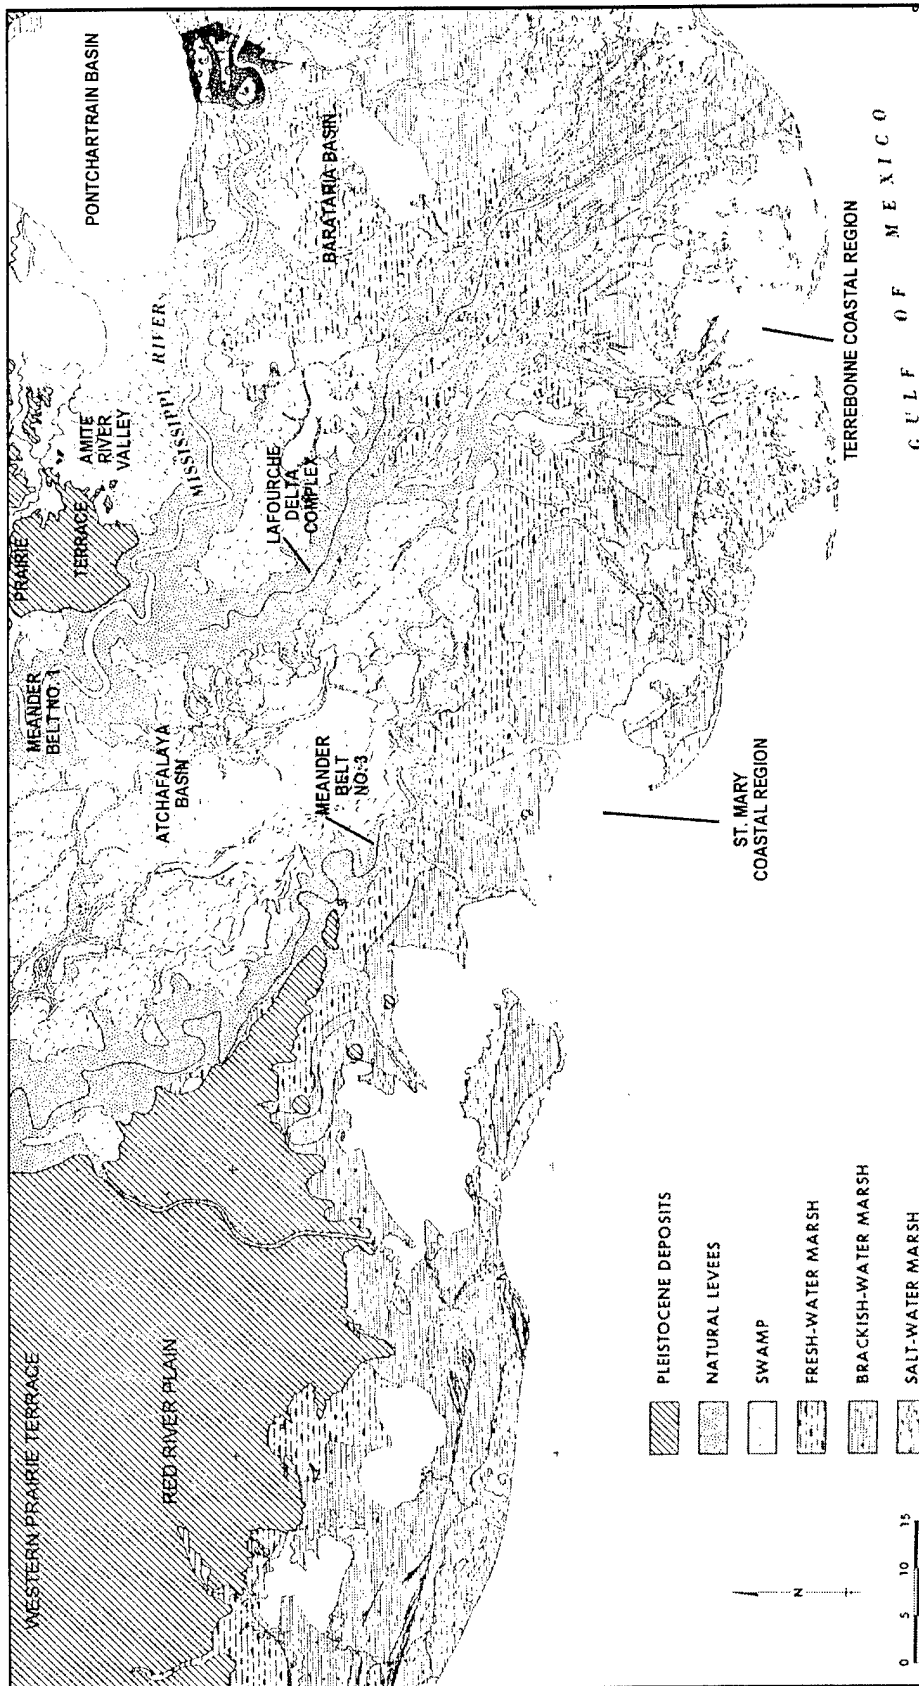 WESTERN PRAIRIE TERRACE
RED RIVER PLAIN
MEANDER
BELT NO. 1
PRAIRIE
TERRACE
AMITE
RIVER
VALLEY
PONTCHARTRAIN BASIN
ATCHAFALAYA
BASIN
MISSISSIPPI RIVER
MEANDER
BELT
NO. 3
LAFOURCHE
DELTA
COMPLEX
BARATARIA BASIN
ST. MARY
COASTAL REGION
TERREBONNE COASTAL REGION
GULF OF MEXICO
PLEISTOCENE DEPOSITS
NATURAL LEVEES
SWAMP
FRESH-WATER MARSH
BRACKISH-WATER MARSH
SALT-WATER MARSH
N
0 5 10 15